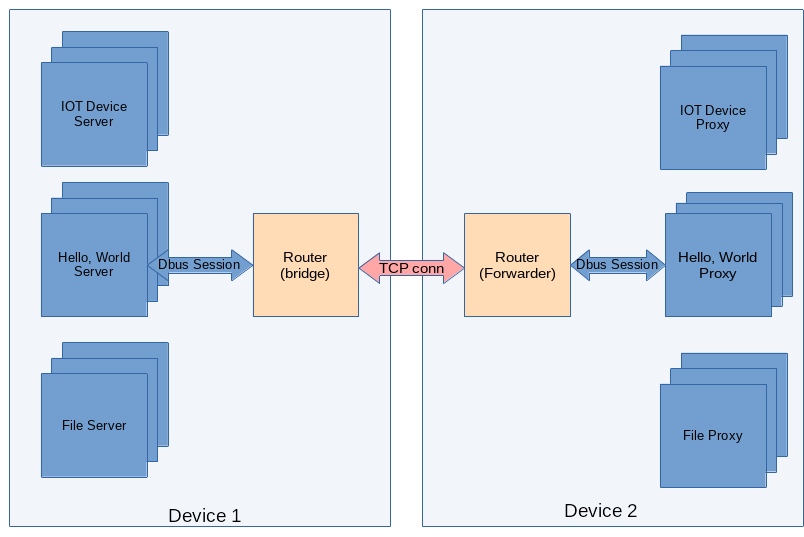 IOT Device
Server
Hello, World
Server
Dbus Session
Router
(bridge)
File Server
Device 1
TCP conn
IOT Device
Proxy
Router
(Forwarder)
Dbus Session
Hello, World
Proxy
File Proxy
Device 2